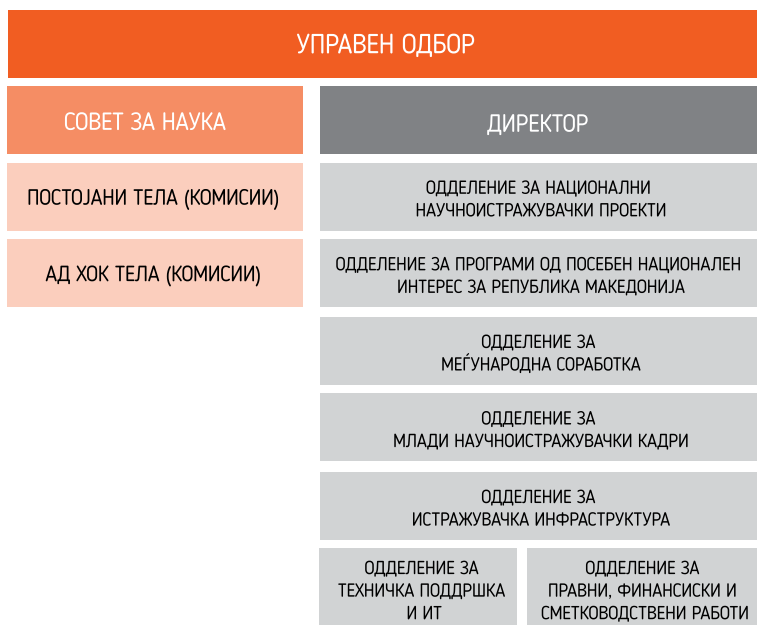 УПРАВЕН ОДБОР
СОВЕТ ЗА НАУКА
ДИРЕКТОР
ПОСТОЈАНИ ТЕЛА (КОМИСИИ)
ОДДЕЛЕНИЕ ЗА НАЦИОНАЛНИ
НАУЧНОИСТРАЖУВАЧКИ ПРОЕКТИ
АД ХОК ТЕЛА (КОМИСИИ)
ОДДЕЛЕНИЕ ЗА ПРОГРАМИ ОД ПОСЕБЕН НАЦИОНАЛЕН
ИНТЕРЕС ЗА РЕПУБЛИКА МАКЕДОНИЈА
ОДДЕЛЕНИЕ ЗА
МЕЃУНАРОДНА СОРАБОТКА
ОДДЕЛЕНИЕ ЗА
МЛАДИ НАУЧНОИСТРАЖУВАЧКИ КАДРИ
ОДДЕЛЕНИЕ ЗА
ИСТРАЖУВАЧКА ИНФРАСТРУКТУРА
ОДДЕЛЕНИЕ ЗА
ТЕХНИЧКА ПОДДРШКА
И ИТ
ОДДЕЛЕНИЕ ЗА
ПРАВНИ, ФИНАНСИСКИ И
СМЕТКОВОДСТВЕНИ РАБОТИ